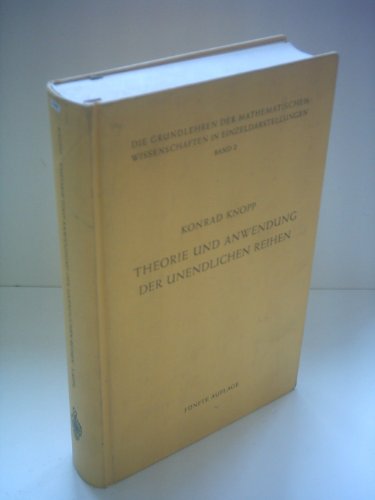 DIE GRUNDLEHREN DER MATHEMATISCHEN
WISSENSCHAFTEN IN EINZELDARSTELLUNGEN
BAND 2
KONRAD KNOPP
THEORIE UND ANWENDUNG
DER UNENDLICHEN REIHEN
FÜNFTE AUFLAGE